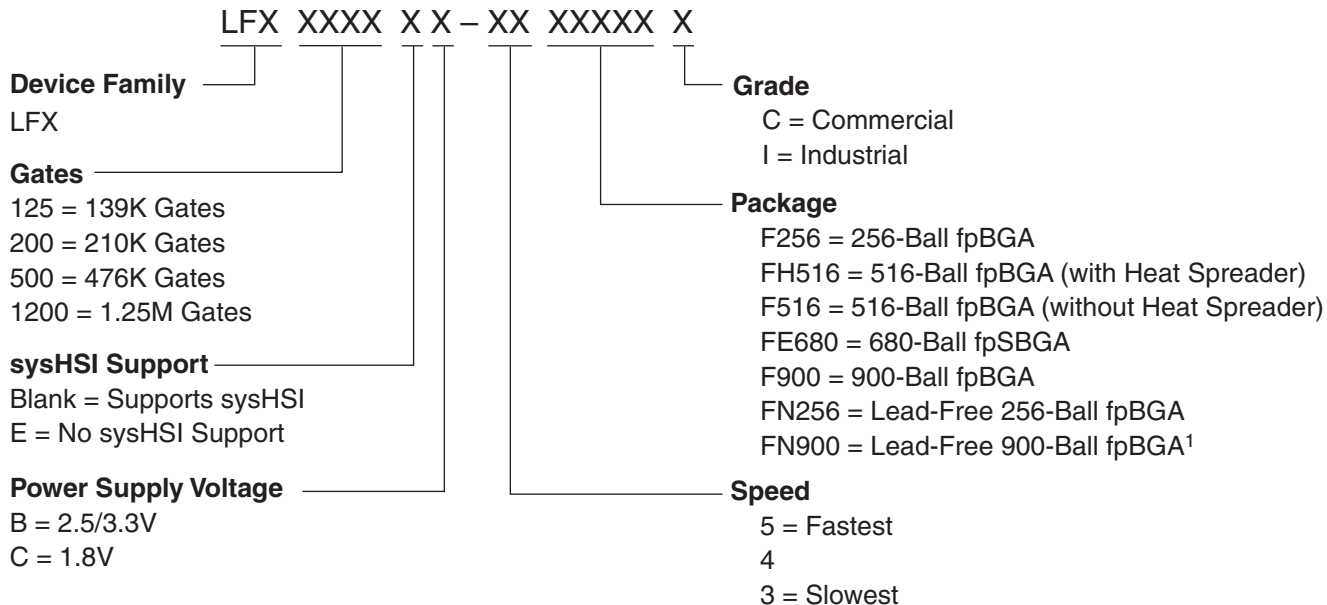 LFX XXXX X X – XX XXXXX X
Device Family
LFX
Gates
125 = 139K Gates
200 = 210K Gates
500 = 476K Gates
1200 = 1.25M Gates
sysHSI Support
Blank = Supports sysHSI
E = No sysHSI Support
Power Supply Voltage
B = 2.5/3.3V
C = 1.8V
Grade
C = Commercial
I = Industrial
Package
F256 = 256-Ball fpBGA
FH516 = 516-Ball fpBGA (with Heat Spreader)
F516 = 516-Ball fpBGA (without Heat Spreader)
FE680 = 680-Ball fpSBGA
F900 = 900-Ball fpBGA
FN256 = Lead-Free 256-Ball fpBGA
FN900 = Lead-Free 900-Ball fpBGA¹
Speed
5 = Fastest
4
3 = Slowest